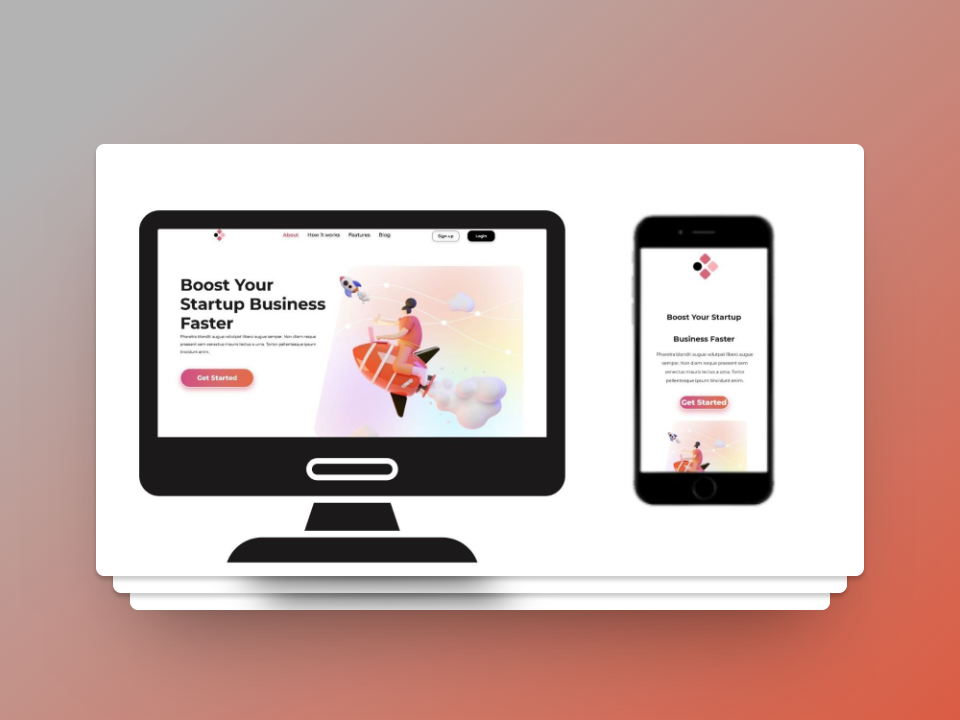 About How it works Features Blog Sign up Login
Boost Your
Startup Business
Faster
Pharetra blandit augue volutpat libero augue semper. Non diam neque
praesent sem senectus mauris lectus a urna. Tortor pellentesque ipsum
tincidunt enim.
Get Started
Boost Your Startup
Business Faster
Pharetra blandit augue volutpat libero augue
semper. Non diam neque praesent sem
senectus mauris lectus a urna. Tortor
pellentesque ipsum tincidunt enim.
Get Started